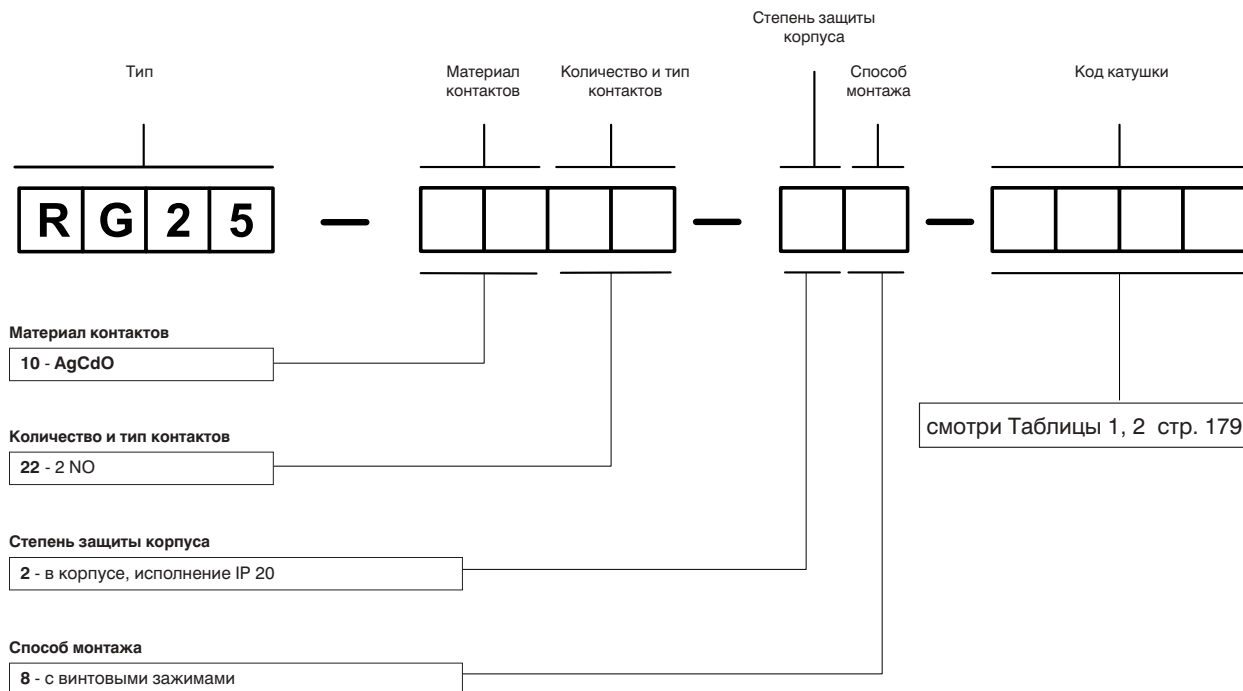 Степень защиты
корпуса
Тип
Материал
контактов
Количество и тип
контактов
Способ
монтажа
Код катушки
R G 2 5 — — —
Материал контактов
10 - AgCdO
смотри Таблицы 1, 2 стр. 179
Количество и тип контактов
22 - 2 NO
Степень защиты корпуса
2 - в корпусе, исполнение IP 20
Способ монтажа
8 - с винтовыми зажимами